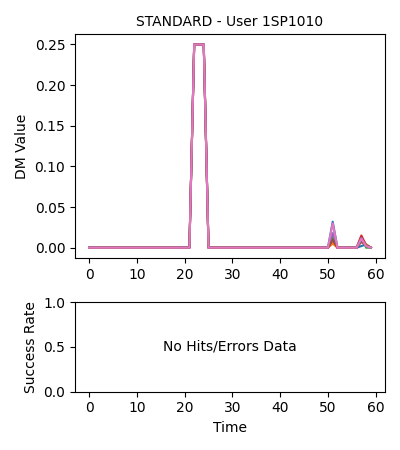 STANDARD - User 1SP1010
DM Value
0.25
0.20
0.15
0.10
0.05
0.00
0 10 20 30 40 50 60
Success Rate
1.0
0.5
0.0
No Hits/Errors Data
0 10 20 30 40 50 60
Time